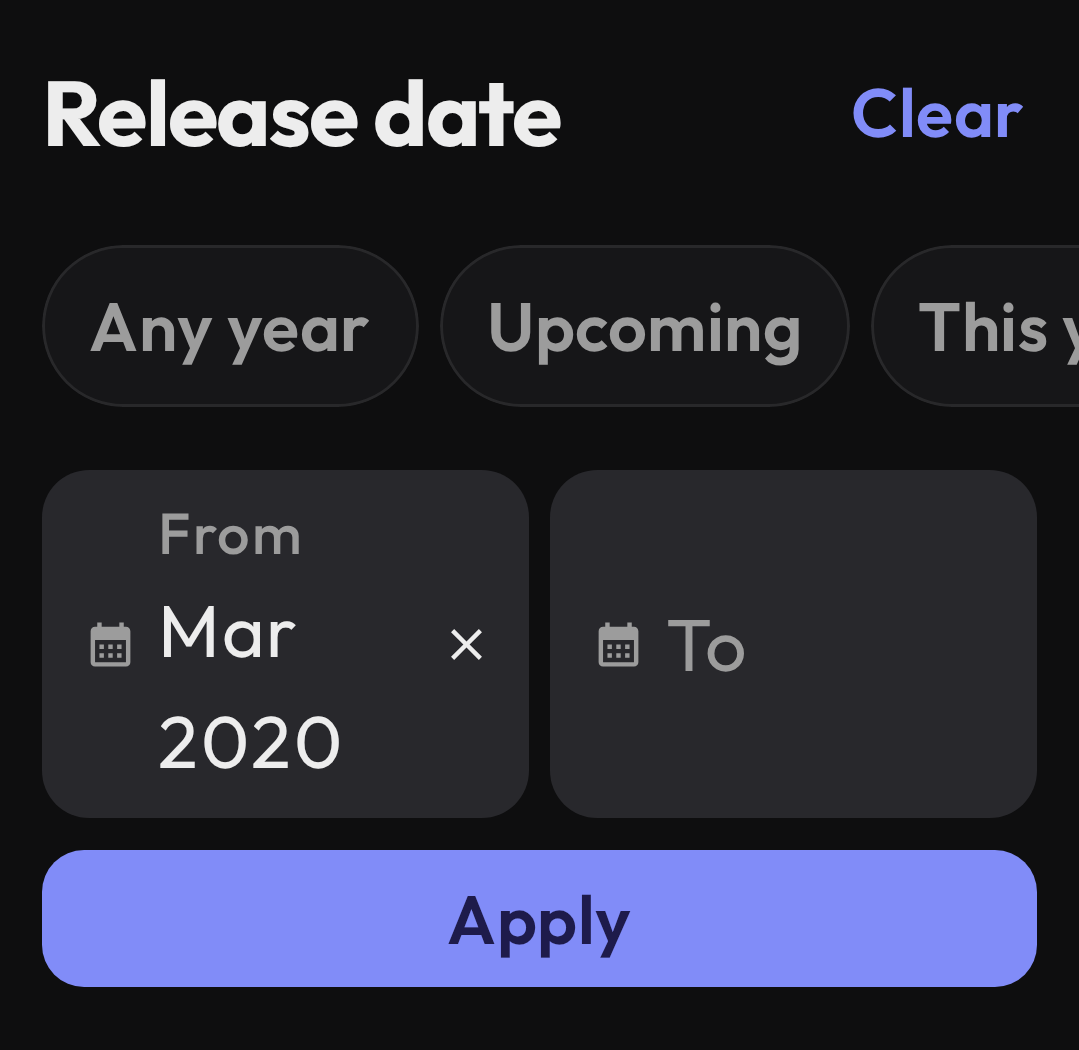 Release date
Clear
Any year
Upcoming
This
From
Mar
2020
To
Apply